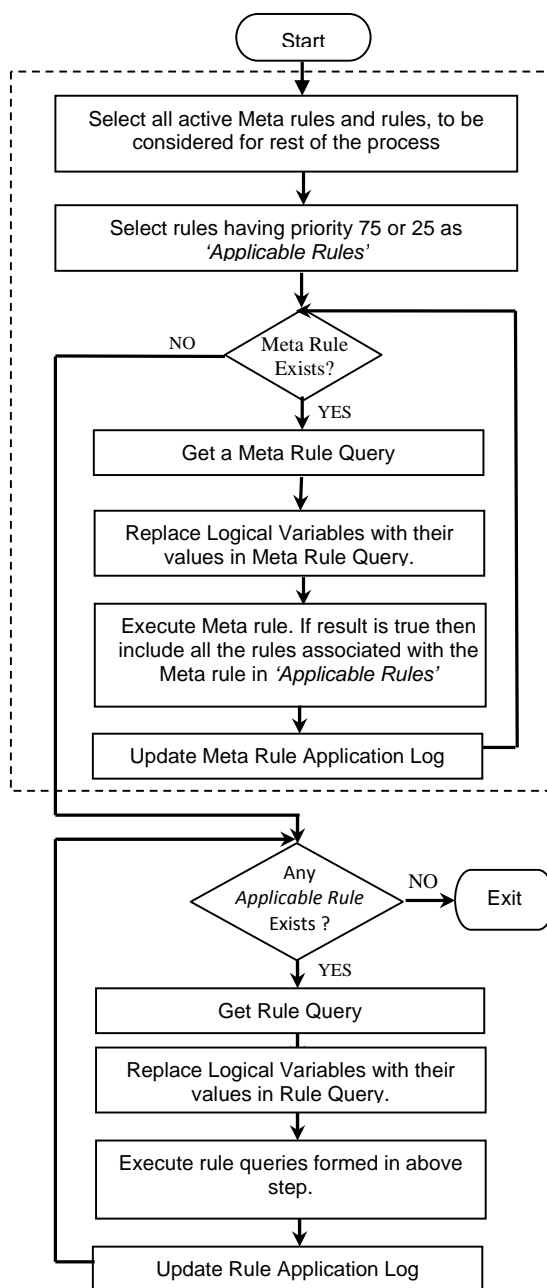 Start
Select all active Meta rules and rules, to be
considered for rest of the process
Select rules having priority 75 or 25 as
'Applicable Rules'
Meta Rule
Exists?
NO
YES
Get a Meta Rule Query
Replace Logical Variables with their
values in Meta Rule Query.
Execute Meta rule. If result is true then
include all the rules associated with the
Meta rule in 'Applicable Rules'
Update Meta Rule Application Log
Any
Applicable Rule
Exists ?
NO
Exit
YES
Get Rule Query
Replace Logical Variables with their
values in Rule Query.
Execute rule queries formed in above
step.
Update Rule Application Log